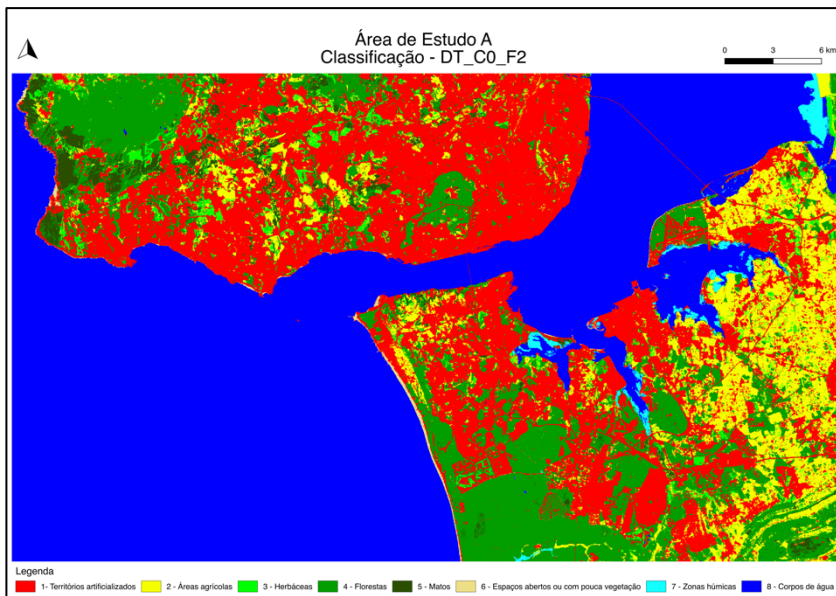 Área de Estudo A
Classificação - DT_C0_F2
0 3 6 km
Legenda
1- Territórios artificializados 2 - Áreas agrícolas 3 - Herbáceas 4 - Florestas 5 - Matos 6 - Espaços abertos ou com pouca vegetação 7 - Zonas húmicas 8 - Corpos de água